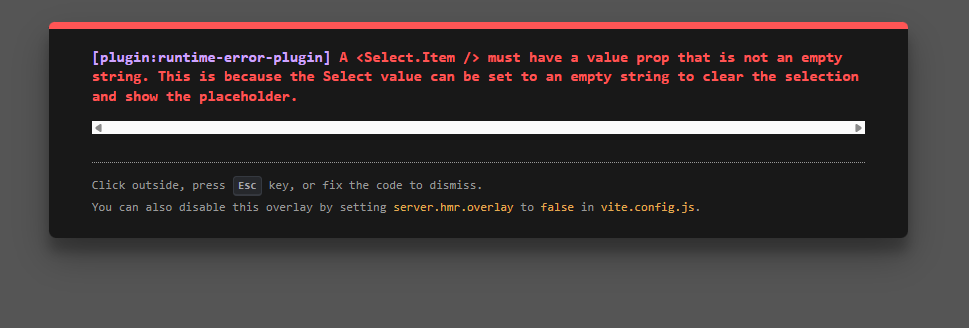 [plugin:runtime-error-plugin] A <Select.Item /> must have a value prop that is not an empty
string. This is because the Select value can be set to an empty string to clear the selection
and show the placeholder.
Click outside, press Esc key, or fix the code to dismiss.
You can also disable this overlay by setting server.hmr.overlay to false in vite.config.js.